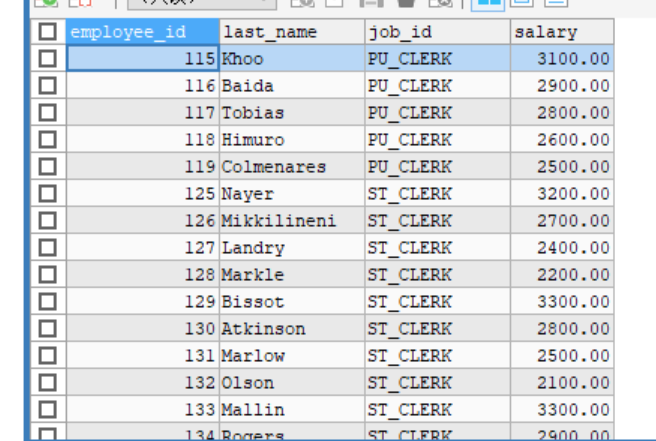 employee_id last_name job_id salary
115 Khoo PU_CLERK 3100.00
116 Baida PU_CLERK 2900.00
117 Tobias PU_CLERK 2800.00
118 Himuro PU_CLERK 2600.00
119 Colmenares PU_CLERK 2500.00
125 Nayer ST_CLERK 3200.00
126 Mikkilineni ST_CLERK 2700.00
127 Landry ST_CLERK 2400.00
128 Markle ST_CLERK 2200.00
129 Bissot ST_CLERK 3300.00
130 Atkinson ST_CLERK 2800.00
131 Marlow ST_CLERK 2500.00
132 Olson ST_CLERK 2100.00
133 Mallin ST_CLERK 3300.00
134 Rogers ST_CLERK 2900.00